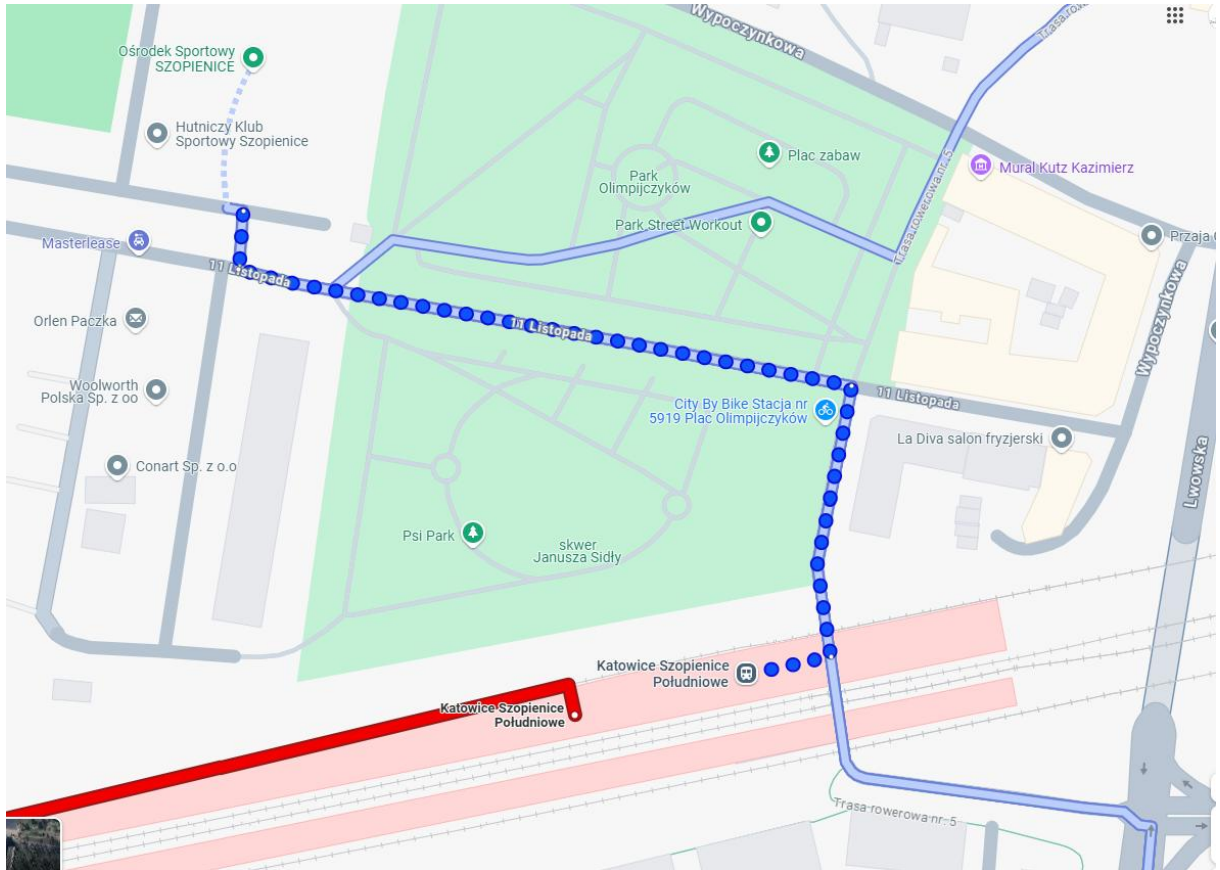 Wypoczynkowa
Trasa ro
Ośrodek Sportowy
SZOPIENICE
Hutniczy Klub
Sportowy Szopienice
Plac zabaw
Mural Kutz Kazimierz
Park
Olimpijczyków
Park Street Workout
Trasa rowerowa nr. 5
Masterlease
Przaja
11 Listopada
Orlen Paczka
11 Listopada
Wypoczynkowa
Woolworth
Polska Sp. z oo
11 Listopada
City By Bike Stacja nr
5919 Plac Olimpijczyków
La Diva salon fryzjerski
Conart Sp. z o.o
Lwowska
Psi Park
skwer
Janusza Sidły
Katowice Szopienice
Południowe
Katowice Szopienice
Południowe
Trasa rowerowa nr. 5